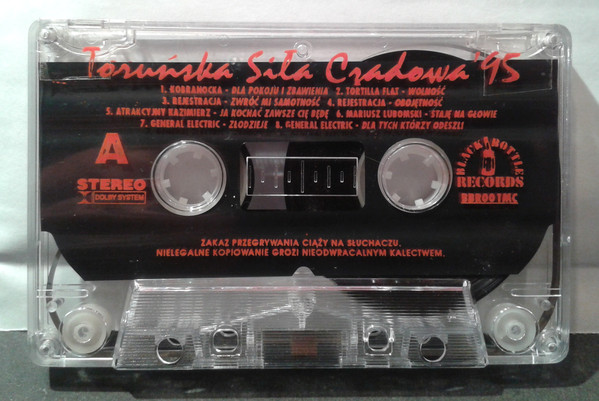 Toruńska Siła Czadowa '95
1. KOBRANOCKA - DLA POKOJU I ZBAWIENIA 2. TORTILLA FLAT - WOLNOŚĆ
3. REJESTRACJA - ZWRÓĆ MI SAMOTNOŚĆ 4. REJESTRACJA - OBOJĘTNOŚĆ
5. ATRAKCYJNY KAZIMIERZ - JA KOCHAĆ ZAWSZE CIĘ BĘDĘ 6. MARIUSZ LUBOMSKI - STAJĘ NA GŁOWIE
7. GENERAL ELECTRIC - ZŁODZIEJE 8. GENERAL ELECTRIC - DLA TYCH KTÓRZY ODESZLI
A
STEREO
DOLBY SYSTEM
BLACK BOTTLE
RECORDS
BBR001MC
ZAKAZ PRZEGRYWANIA CIĄŻY NA SŁUCHACZU.
NIELEGALNE KOPIOWANIE GROZI NIEODWRACALNYM KALECTWEM.